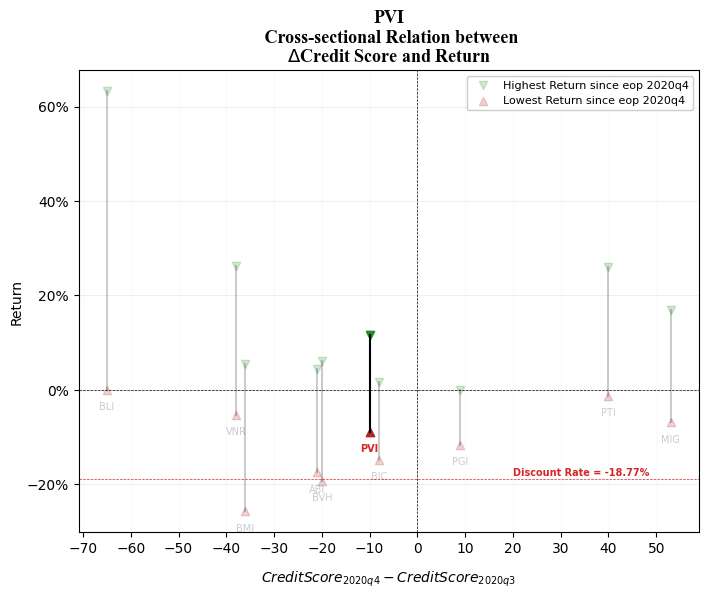 PVI
Cross-sectional Relation between
ΔCredit Score and Return
Highest Return since eop 2020q4
Lowest Return since eop 2020q4
Return
60%
40%
20%
0%
−20%
BLI
VNR
BMI
ABI
BVH
PVI
BIC
PGI
PTI
MIG
Discount Rate = -18.77%
−70 −60 −50 −40 −30 −20 −10 0 10 20 30 40 50
CreditScore2020q4 − CreditScore2020q3